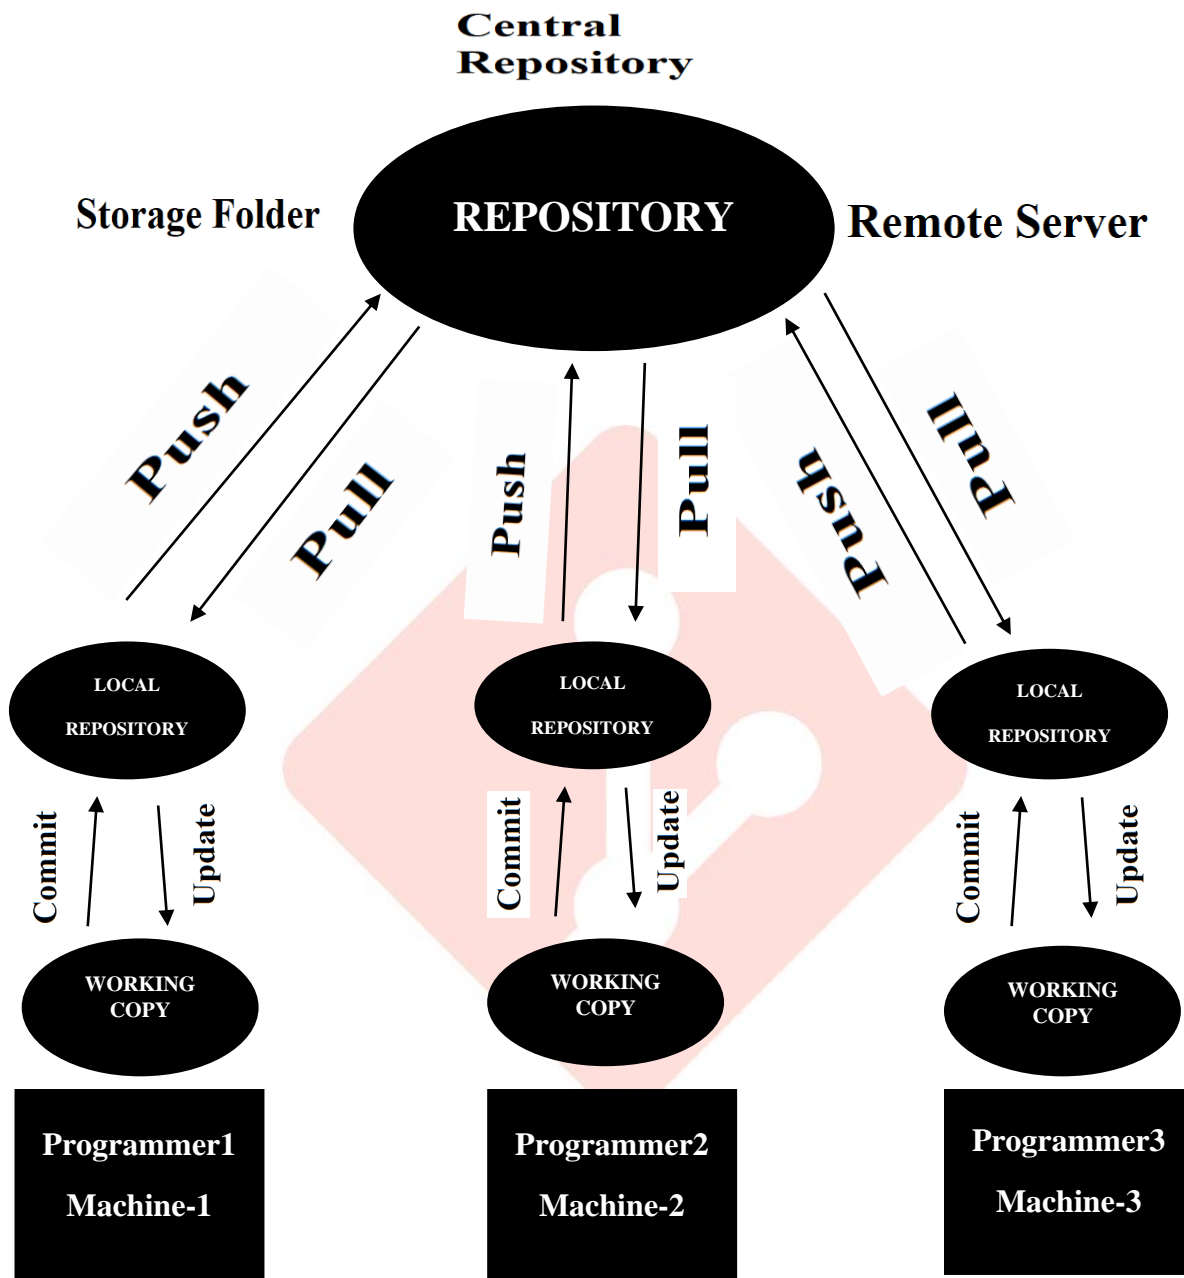 Central
Repository
Storage Folder
REPOSITORY
Remote Server
Push
Pull
Push
Pull
Push
Pull
LOCAL
REPOSITORY
LOCAL
REPOSITORY
LOCAL
REPOSITORY
Commit
Update
Commit
Update
Commit
Update
WORKING
COPY
WORKING
COPY
WORKING
COPY
Programmer1
Machine-1
Programmer2
Machine-2
Programmer3
Machine-3